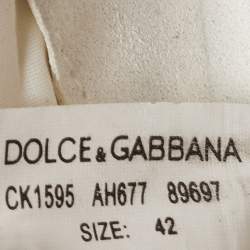 DOLCE & GABBANA
CK1595 AH677 89697
SIZE: 42